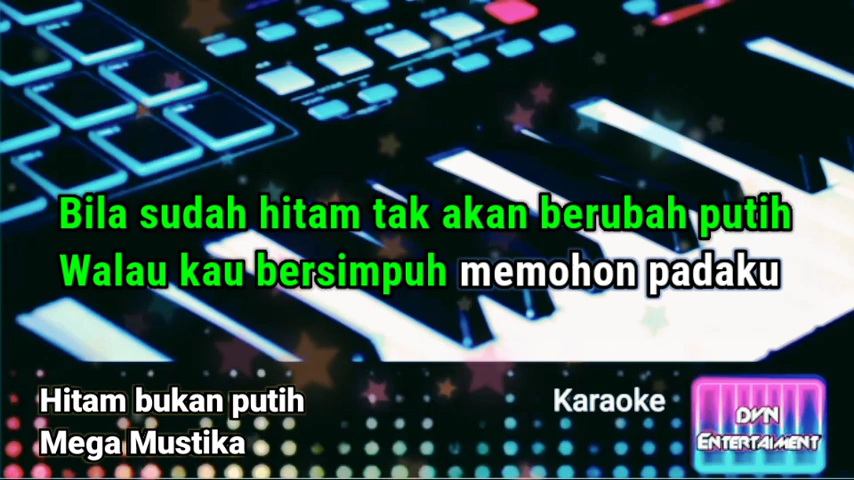 Bila sudah hitam tak akan berubah putih
Walau kau bersimpuh memohon padaku
Hitam bukan putih
Mega Mustika
Karaoke
DVN
ENTERTAIMENT